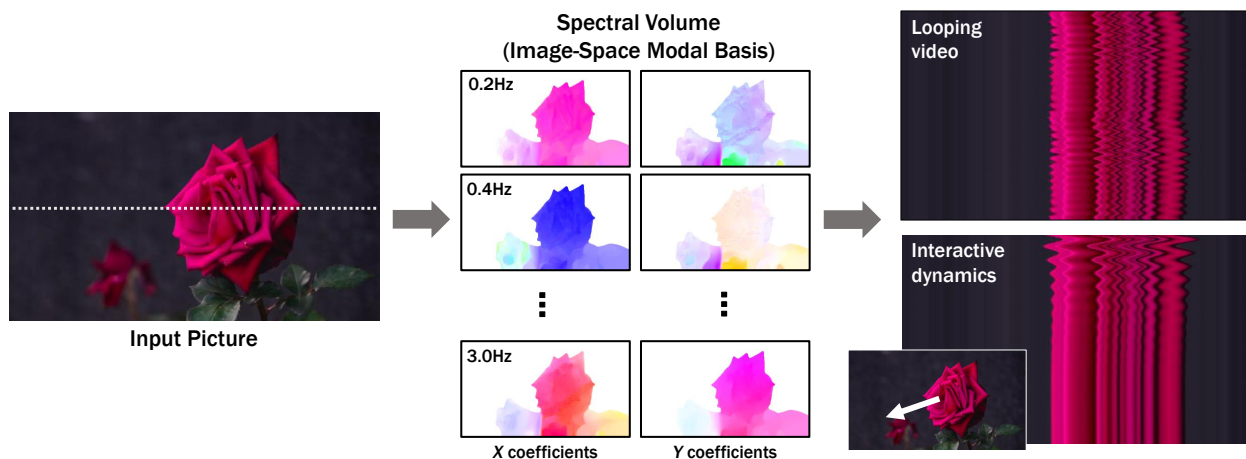 Input Picture
Spectral Volume
(Image-Space Modal Basis)
0.2Hz
0.4Hz
3.0Hz
X coefficients
Y coefficients
Looping
video
Interactive
dynamics